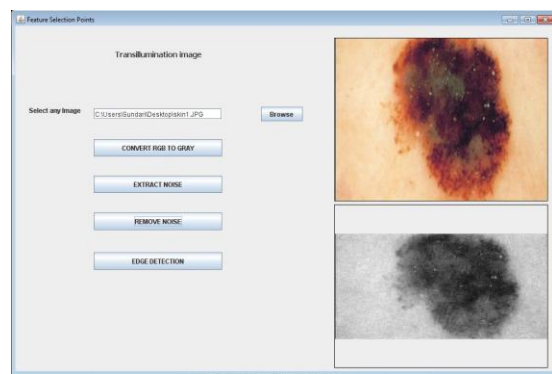 Feature Selection Points
Transillumination image
Select any Image
C:\Users\Sundari\Desktop\skin1.JPG
Browse
CONVERT RGB TO GRAY
EXTRACT NOISE
REMOVE NOISE
EDGE DETECTION